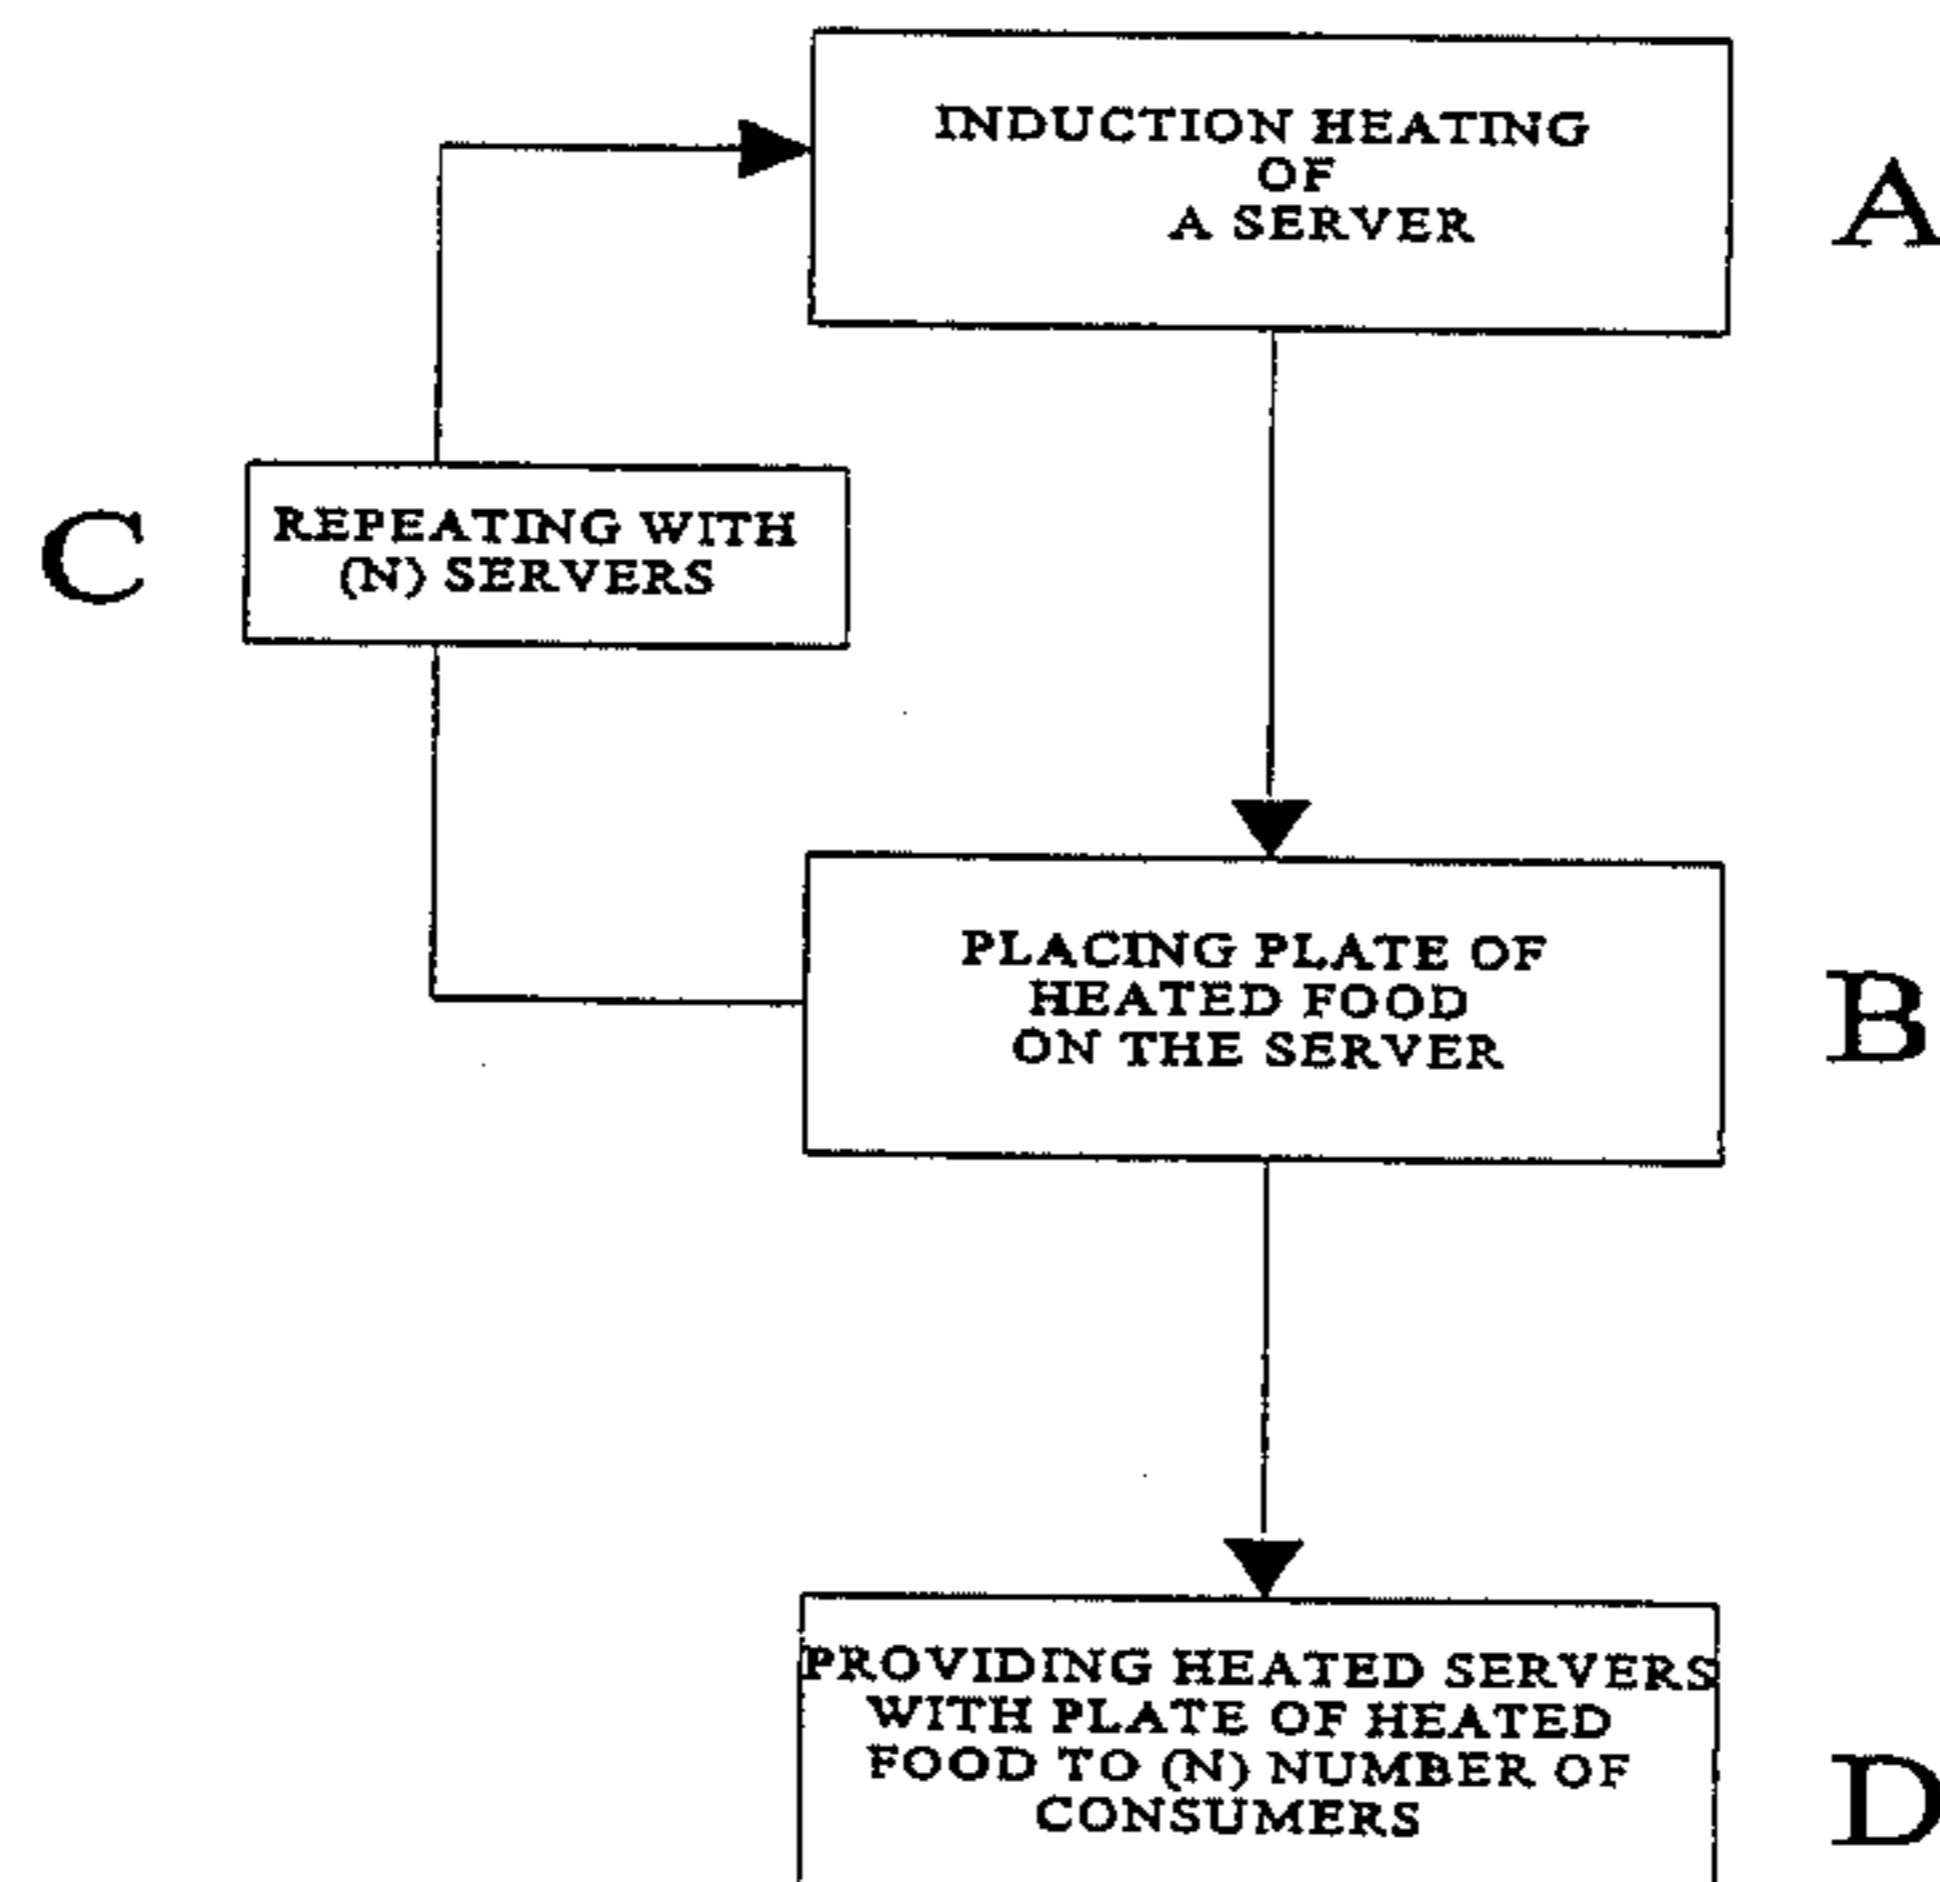 INDUCTION HEATING
OF
A SERVER
A
C
REPEATING WITH
(N) SERVERS
PLACING PLATE OF
HEATED FOOD
ON THE SERVER
B
PROVIDING HEATED SERVERS
WITH PLATE OF HEATED
FOOD TO (N) NUMBER OF
CONSUMERS
D